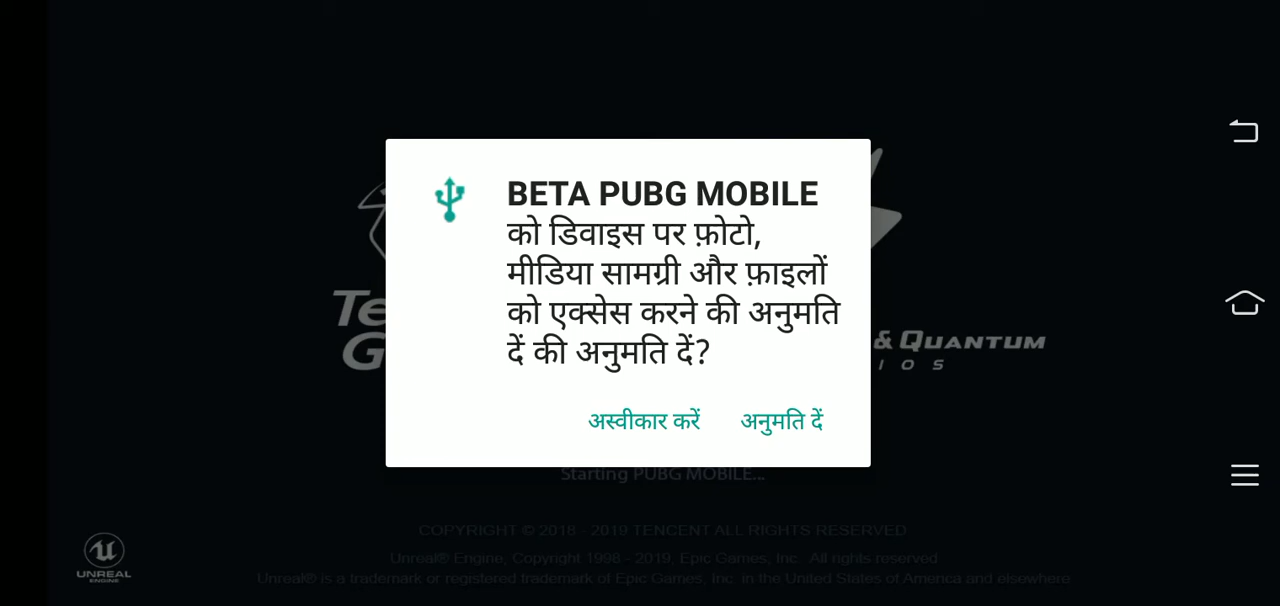 BETA PUBG MOBILE
को डिवाइस पर फ़ोटो,
मीडिया सामग्री और फ़ाइलों
को एक्सेस करने की अनुमति
दें की अनुमति दें?
अस्वीकार करें अनुमति दें
Te
G
& QUANTUM
I O S
Starting PUBG MOBILE...
COPYRIGHT © 2018 - 2019 TENCENT ALL RIGHTS RESERVED
Unreal® Engine, Copyright 1998 - 2019, Epic Games, Inc. All rights reserved
Unreal® is a trademark or registered trademark of Epic Games, Inc. in the United States of America and elsewhere
UNREAL
ENGINE